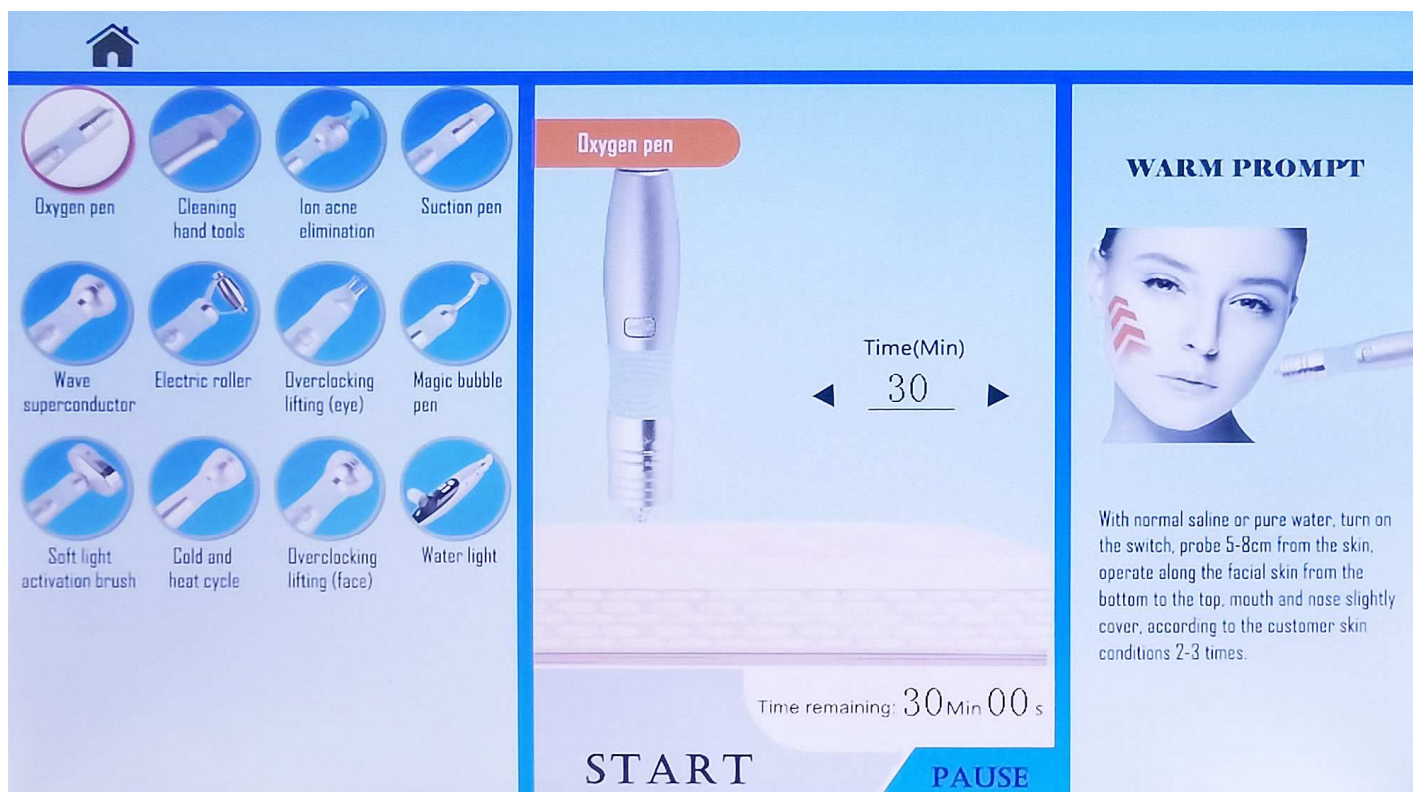 Oxygen pen
Cleaning
hand tools
Ion acne
elimination
Suction pen
Wave
superconductor
Electric roller
Overclocking
lifting (eye)
Magic bubble
pen
Soft light
activation brush
Cold and
heat cycle
Overclocking
lifting (face)
Water light
Oxygen pen
Time(Min)
30
Time remaining: 30 Min 00 s
START
PAUSE
WARM PROMPT
With normal saline or pure water, turn on
the switch, probe 5-8cm from the skin,
operate along the facial skin from the
bottom to the top, mouth and nose slightly
cover, according to the customer skin
conditions 2-3 times.